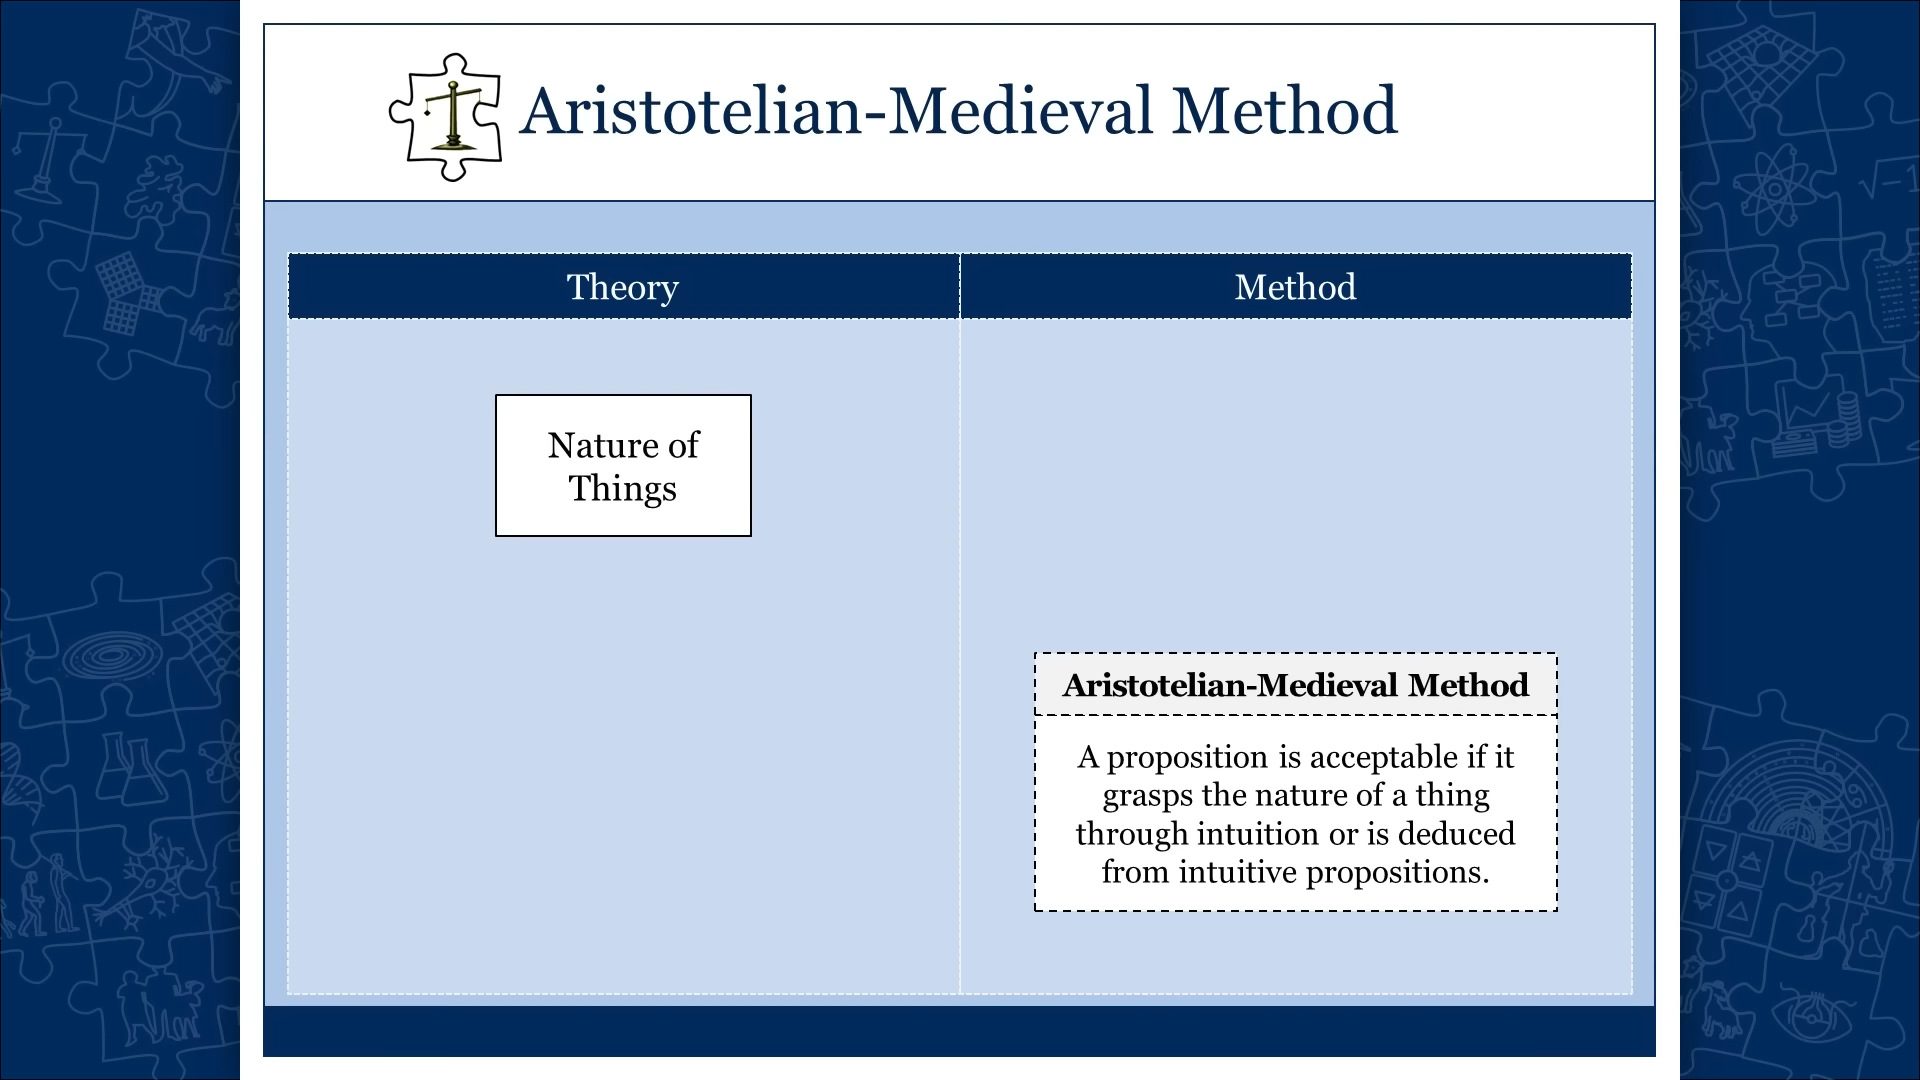 Aristotelian-Medieval Method
Theory
Method
Nature of
Things
Aristotelian-Medieval Method
A proposition is acceptable if it
grasps the nature of a thing
through intuition or is deduced
from intuitive propositions.
√-1